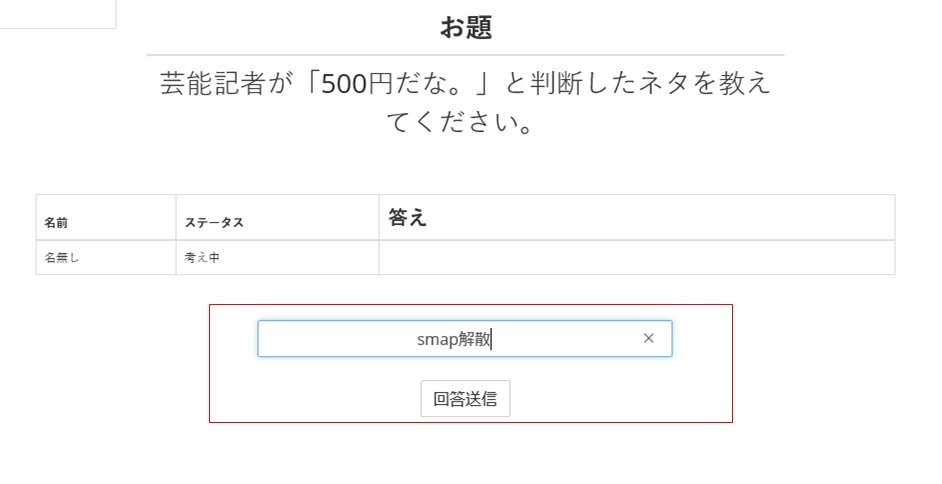 お題
芸能記者が「500円だな。」と判断したネタを教え
てください。
名前 ステータス 答え
名無し 考え中
smap解散 ×
回答送信